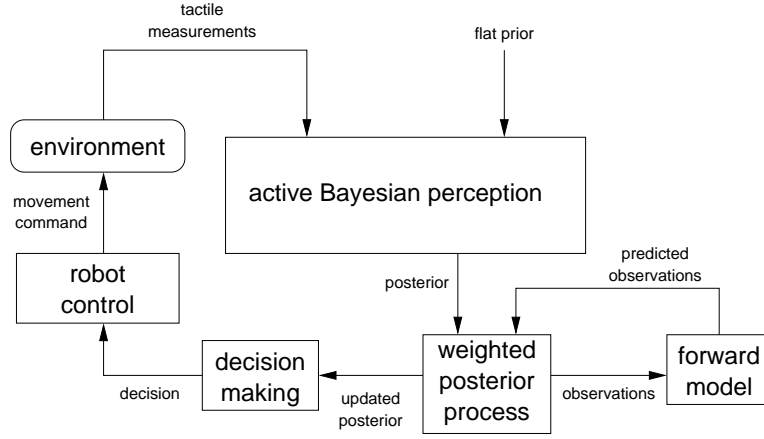 tactile
measurements
flat prior
environment
active Bayesian perception
movement
command
predicted
observations
posterior
robot
control
weighted
posterior
process
forward
model
decision
making
decision
updated
posterior
observations